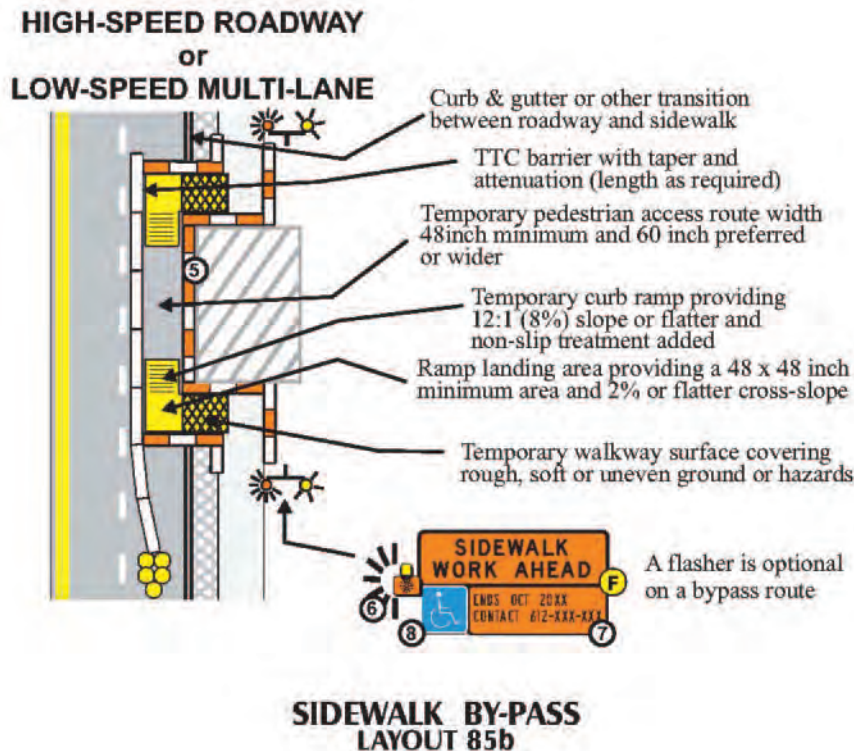 HIGH-SPEED ROADWAY
or
LOW-SPEED MULTI-LANE
Curb & gutter or other transition
between roadway and sidewalk
TTC barrier with taper and
attenuation (length as required)
Temporary pedestrian access route width
48inch minimum and 60 inch preferred
or wider
5
Temporary curb ramp providing
12:1 (8%) slope or flatter and
non-slip treatment added
Ramp landing area providing a 48 x 48 inch
minimum area and 2% or flatter cross-slope
Temporary walkway surface covering
rough, soft or uneven ground or hazards
SIDEWALK
WORK AHEAD
F
6
ENDS OCT 20XX
CONTACT 612-XXX-XXX
8
7
A flasher is optional
on a bypass route
SIDEWALK BY-PASS
LAYOUT 85b